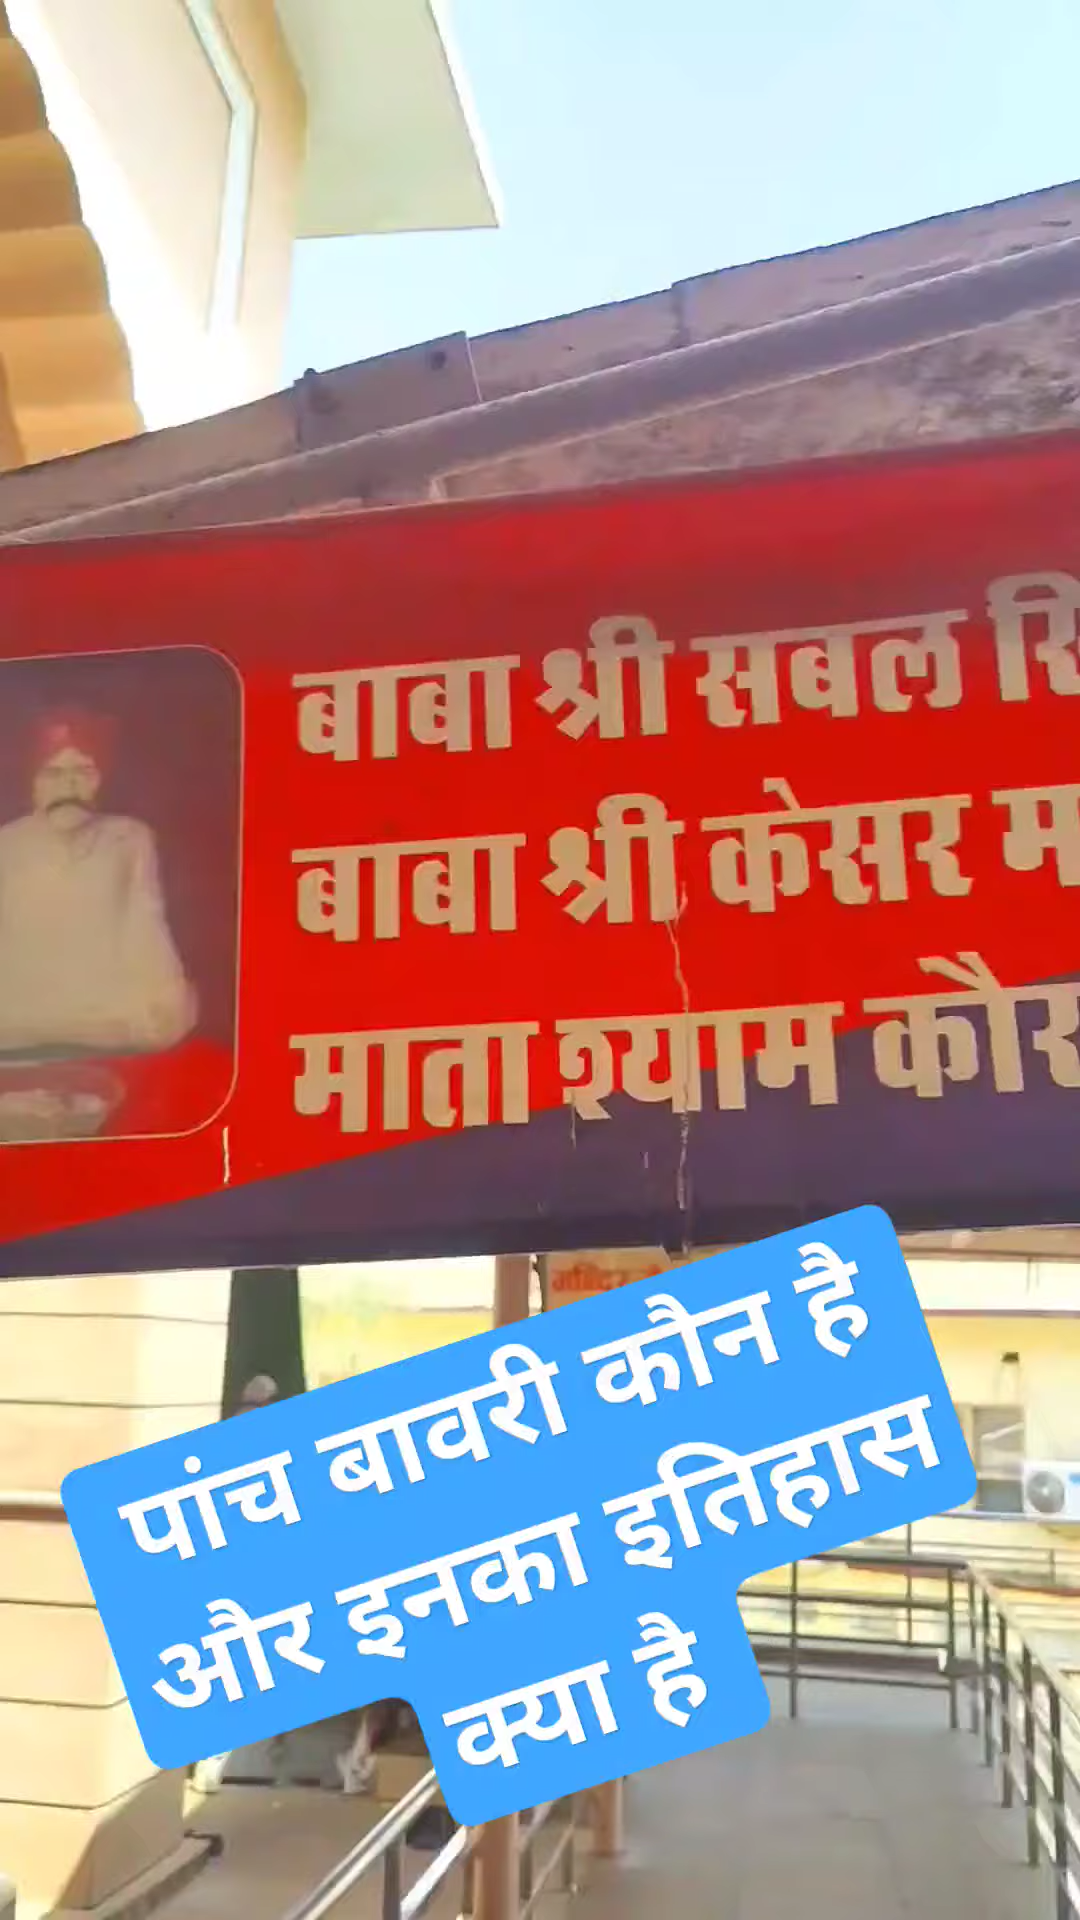 बाबा श्री सबल
बाबा श्री केसर
माता श्याम कौर
पांच बावरी कौन है
और इनका इतिहास
क्या है